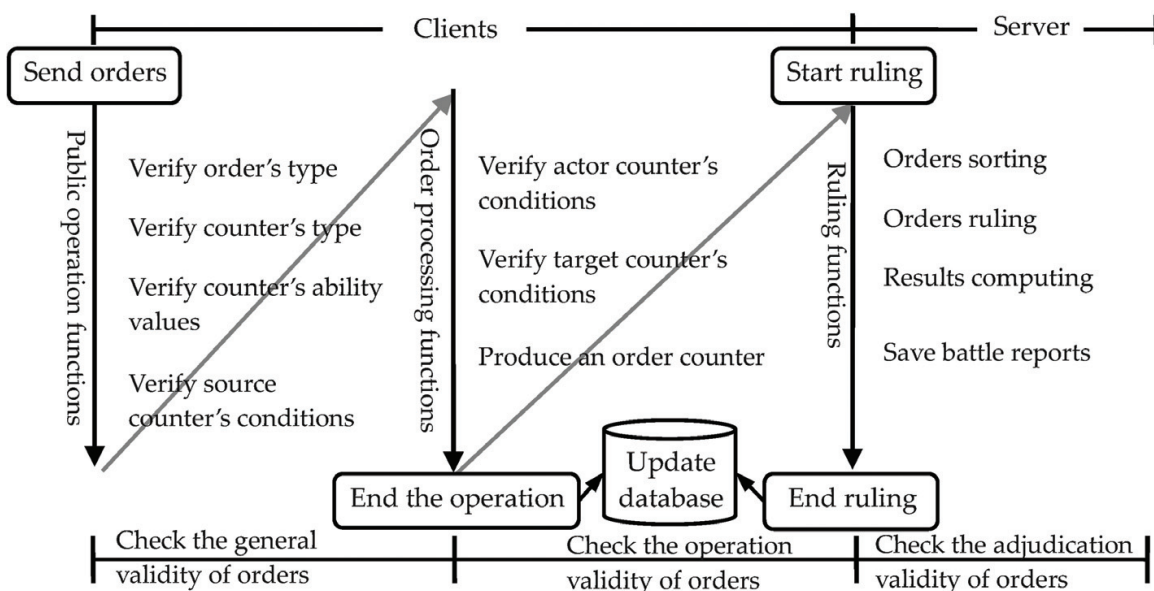 Clients
Server
Send orders
Start ruling
Public operation functions
Verify order's type
Verify counter's type
Verify counter's ability
values
Verify source
counter's conditions
Order processing functions
Verify actor counter's
conditions
Verify target counter's
conditions
Produce an order counter
Ruling functions
Orders sorting
Orders ruling
Results computing
Save battle reports
End the operation
Update
database
End ruling
Check the general
validity of orders
Check the operation
validity of orders
Check the adjudication
validity of orders